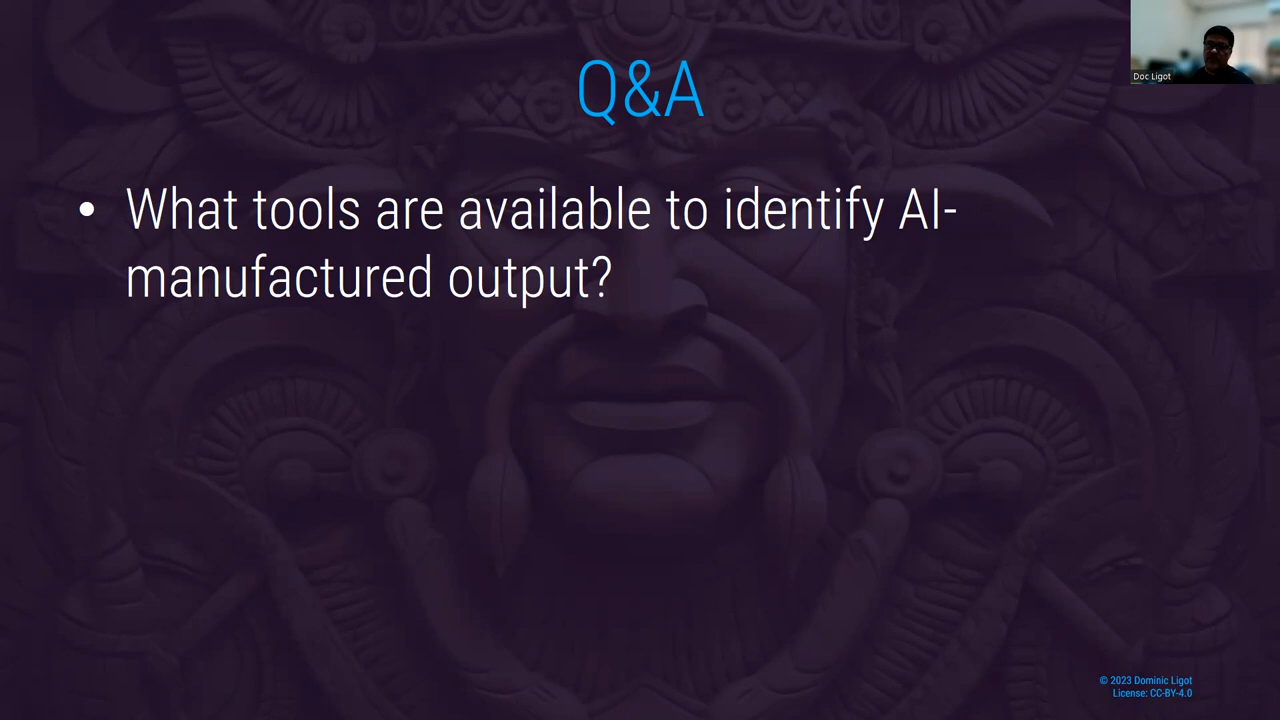 Q&A
Doc Ligot
• What tools are available to identify AI-
manufactured output?
© 2023 Dominic Ligot
License: CC-BY-4.0